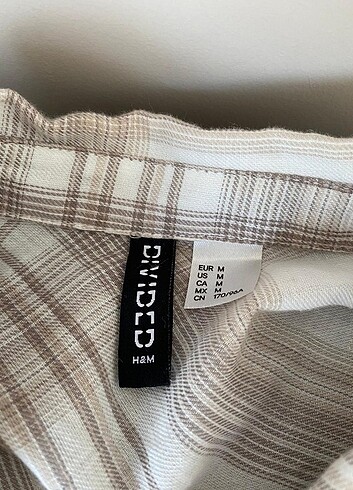 DIVIDED
H&M
EUR M
US M
CA M
MX M
CN 170/96A